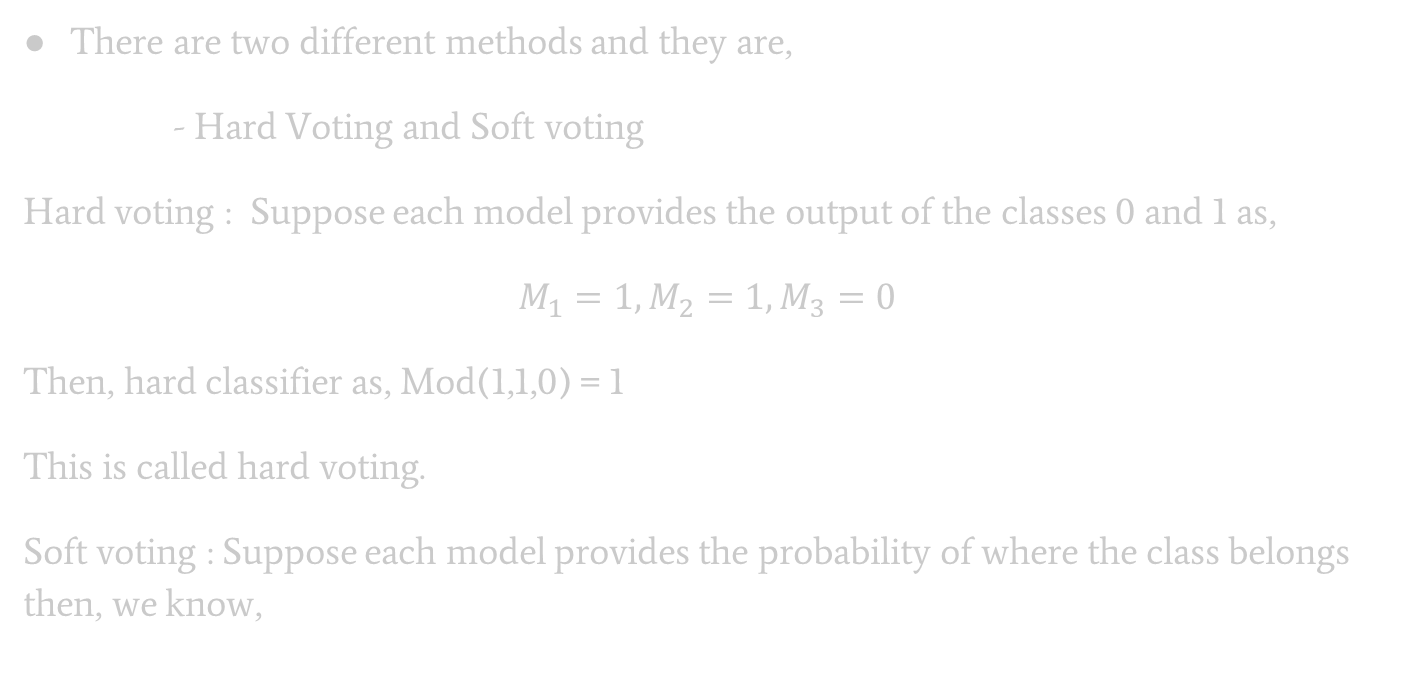 ● There are two different methods and they are,
- Hard Voting and Soft voting
Hard voting : Suppose each model provides the output of the classes 0 and 1 as,
M₁ = 1, M₂ = 1, M₃ = 0
Then, hard classifier as, Mod(1,1,0) = 1
This is called hard voting.
Soft voting : Suppose each model provides the probability of where the class belongs
then, we know,